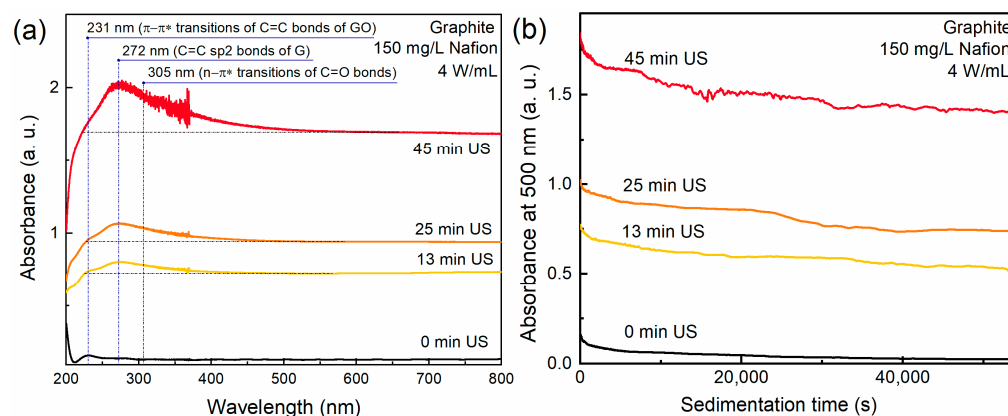 (a)
231 nm (π–π* transitions of C=C bonds of GO)
272 nm (C=C sp2 bonds of G)
305 nm (n–π* transitions of C=O bonds)
Graphite
150 mg/L Nafion
4 W/mL
2
1
Absorbance (a. u.)
45 min US
25 min US
13 min US
0 min US
200 300 400 500 600 700 800
Wavelength (nm)
(b)
Graphite
150 mg/L Nafion
4 W/mL
1.5
1.0
0.5
0.0
Absorbance at 500 nm (a. u.)
45 min US
25 min US
13 min US
0 min US
0 20,000 40,000
Sedimentation time (s)